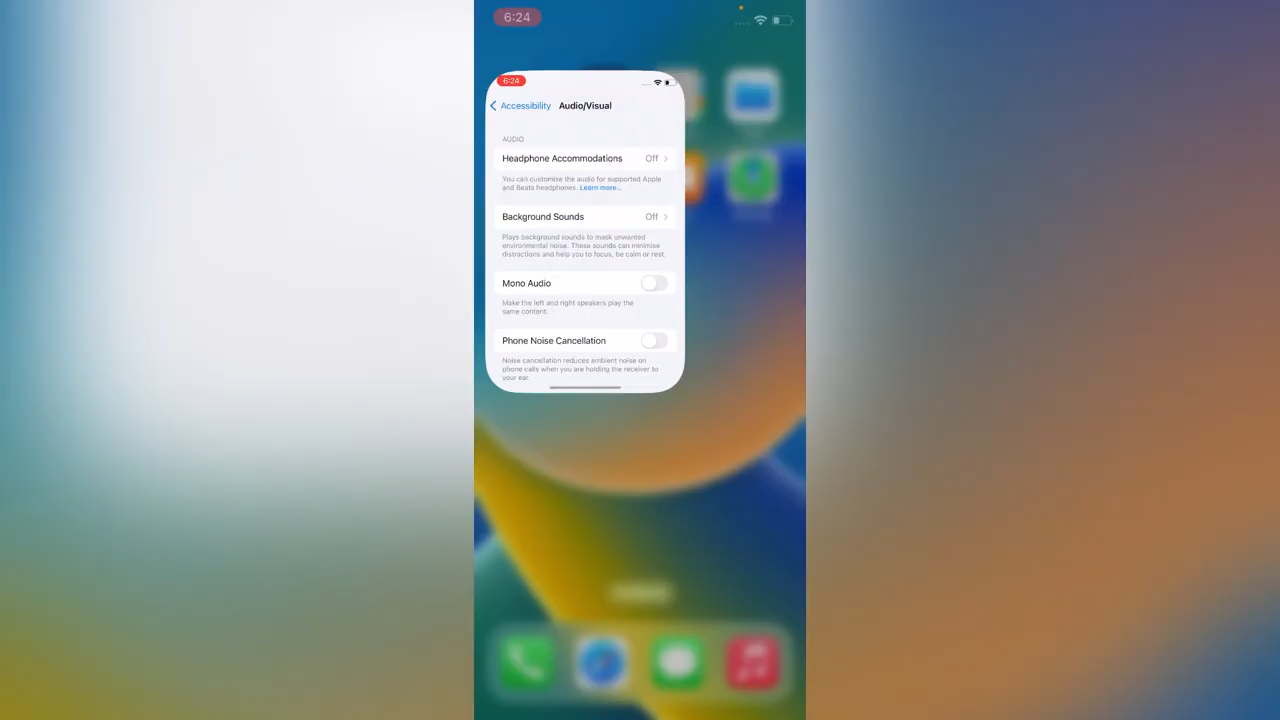 6:24
6:24
Accessibility Audio/Visual
AUDIO
Headphone Accommodations Off
You can customise the audio for supported Apple
and Beats headphones. Learn more...
Background Sounds Off
Plays background sounds to mask unwanted
environmental noise. These sounds can minimise
distractions and help you to focus, be calm or rest.
Mono Audio
Make the left and right speakers play the
same content.
Phone Noise Cancellation
Noise cancellation reduces ambient noise on
phone calls when you are holding the receiver to
your ear.